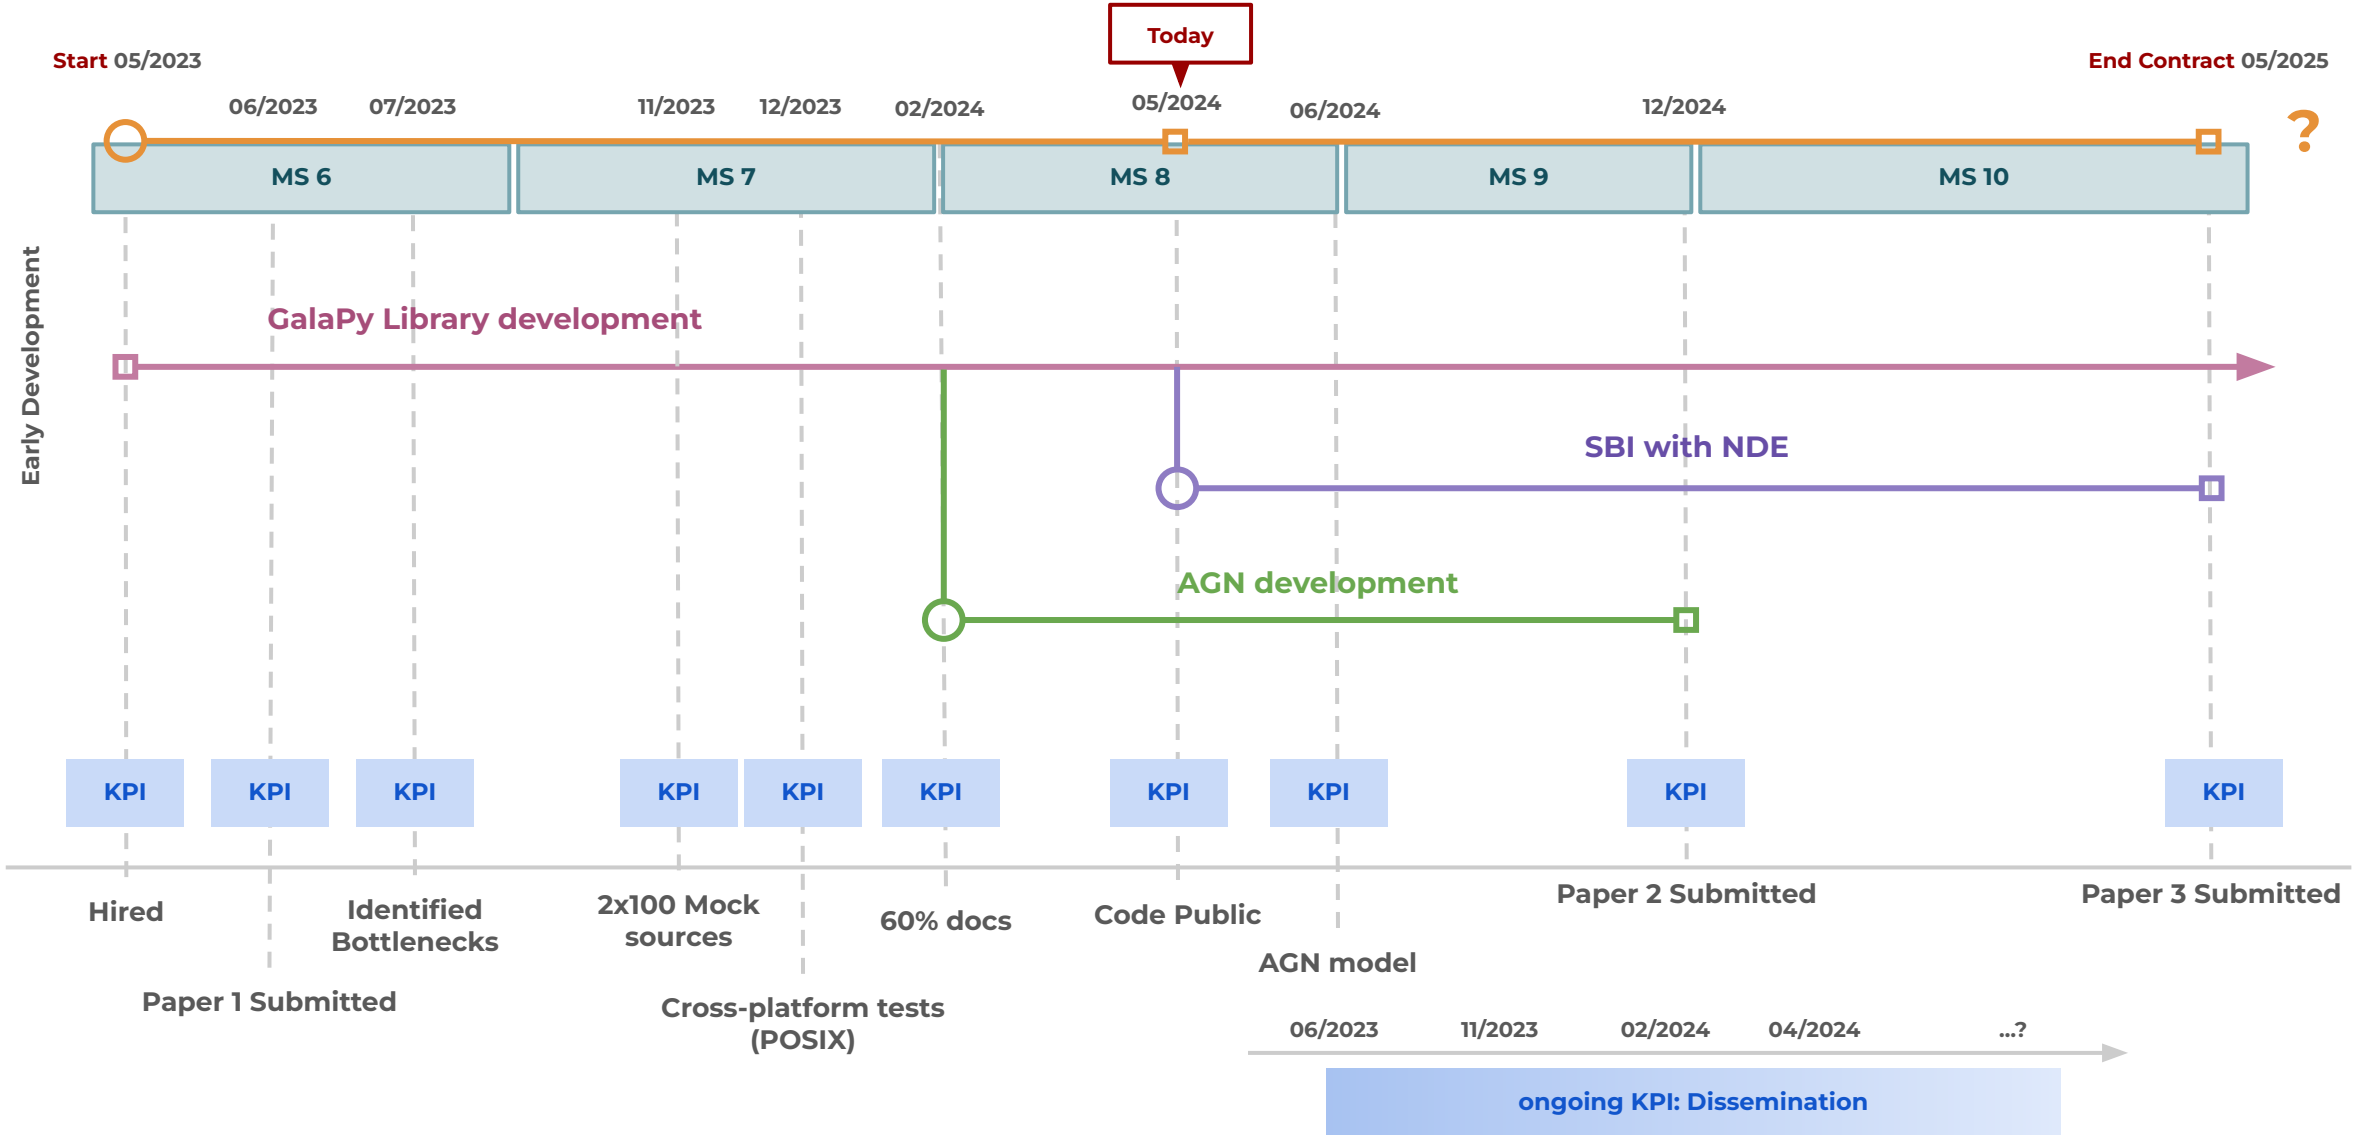 Today
Start 05/2023
End Contract 05/2025
06/2023
07/2023
11/2023
12/2023
02/2024
05/2024
06/2024
12/2024
?
MS 6
MS 7
MS 8
MS 9
MS 10
Early Development
GalaPy Library development
SBI with NDE
AGN development
KPI
KPI
KPI
KPI
KPI
KPI
KPI
KPI
KPI
KPI
Hired
Paper 1 Submitted
Identified
Bottlenecks
2x100 Mock
sources
Cross-platform tests
(POSIX)
60% docs
Code Public
AGN model
Paper 2 Submitted
Paper 3 Submitted
06/2023
11/2023
02/2024
04/2024
...?
ongoing KPI: Dissemination